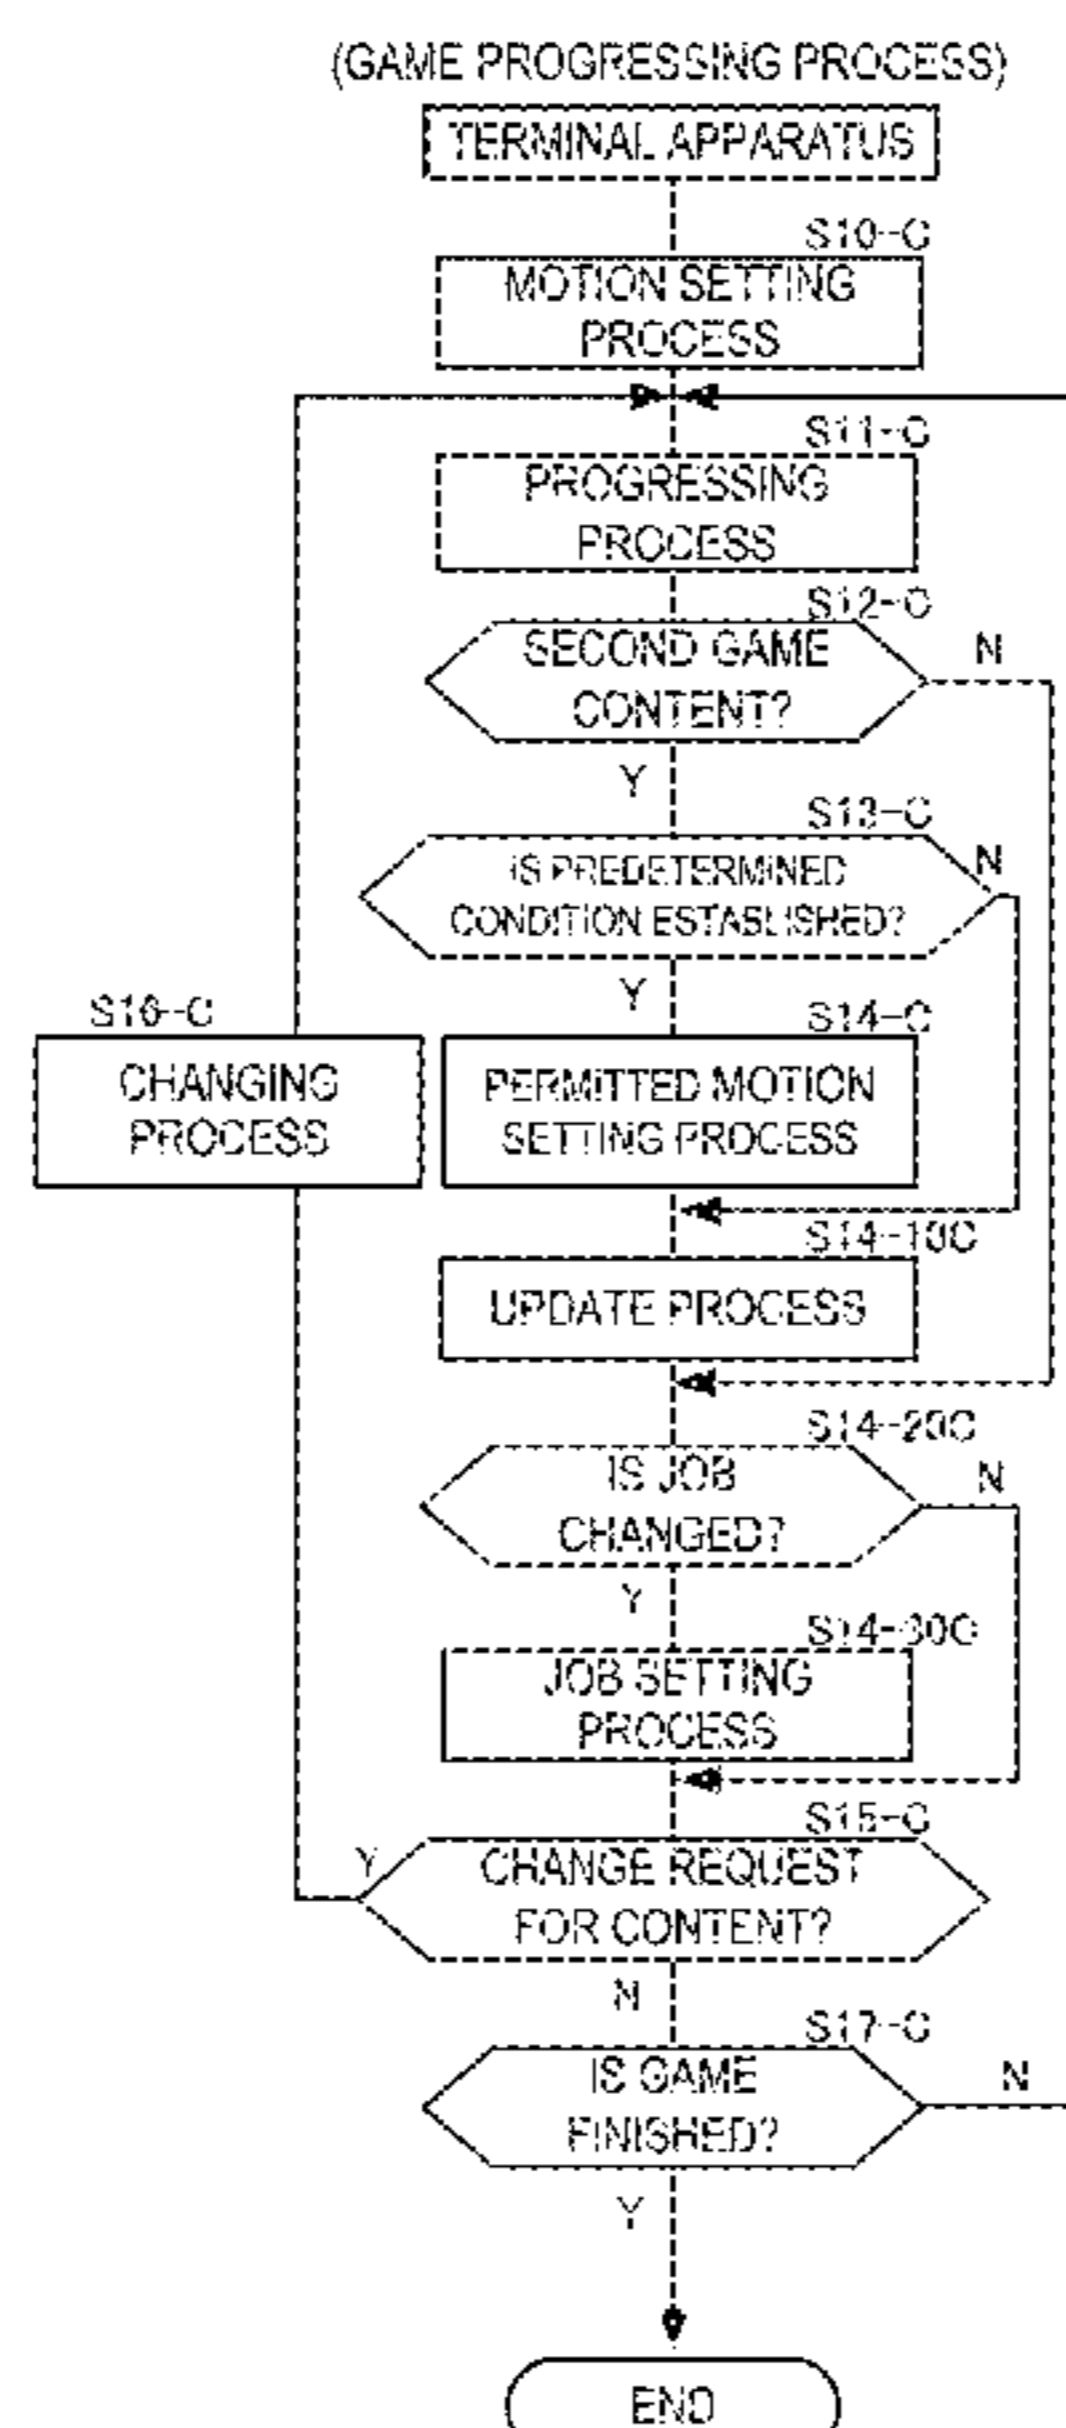 (GAME PROGRESSING PROCESS)
TERMINAL APPARATUS
S10-C
MOTION SETTING
PROCESS
S11-C
PROGRESSING
PROCESS
S12-C
SECOND GAME
CONTENT?
N
Y
S13-C
IS PREDETERMINED
CONDITION ESTABLISHED?
N
Y
S16-C
CHANGING
PROCESS
S14-C
PERMITTED MOTION
SETTING PROCESS
S14-10C
UPDATE PROCESS
S14-20C
IS JOB
CHANGED?
N
Y
S14-30C
JOB SETTING
PROCESS
S15-C
Y
CHANGE REQUEST
FOR CONTENT?
N
S17-C
IS GAME
FINISHED?
N
Y
END